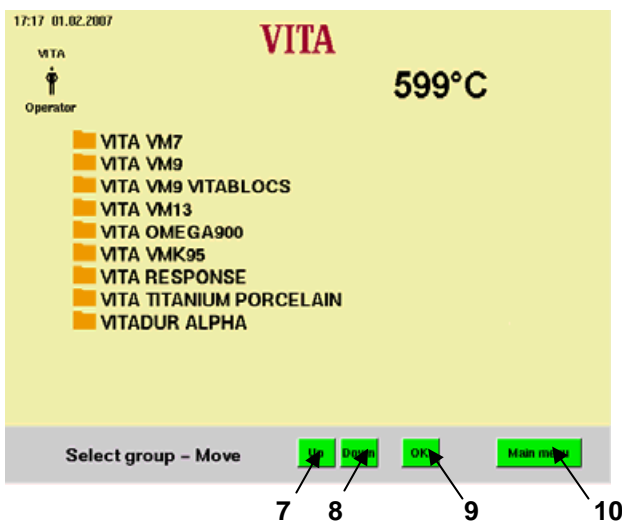 17:17 01.02.2007
VITA
VITA
599°C
Operator
VITA VM7
VITA VM9
VITA VM9 VITABLOCS
VITA VM13
VITA OMEGA900
VITA VMK95
VITA RESPONSE
VITA TITANIUM PORCELAIN
VITADUR ALPHA
Select group – Move Up Down OK Main menu
7 8 9 10